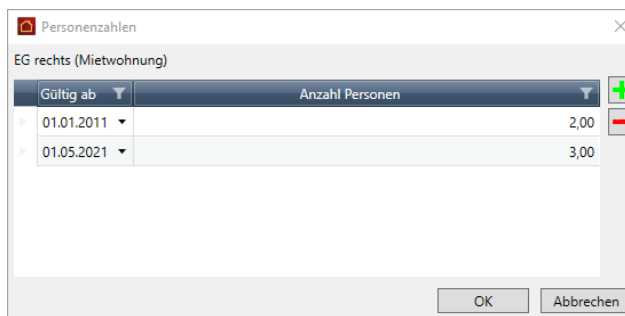 Personenzahlen
EG rechts (Mietwohnung)
Gültig ab Anzahl Personen
01.01.2011 2,00
01.05.2021 3,00
OK Abbrechen